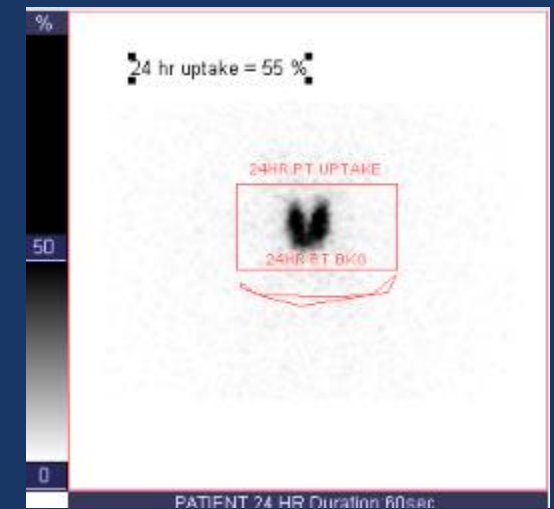 %
24 hr uptake = 55 %
24HR PT UPTAKE
50
24HR PT BKG
0
PATIENT 24 HR Duration:60sec